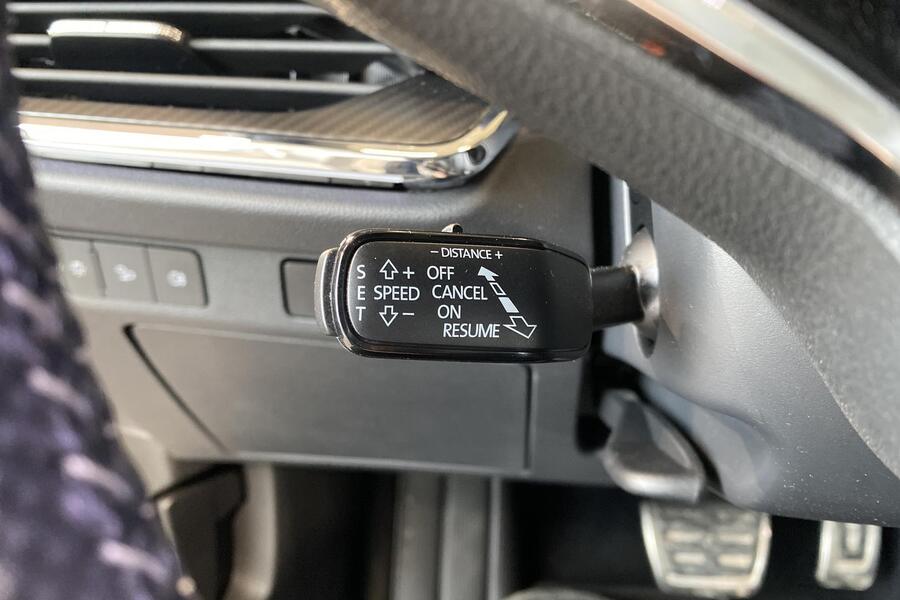 – DISTANCE +
S + OFF
E SPEED CANCEL
T – ON
RESUME